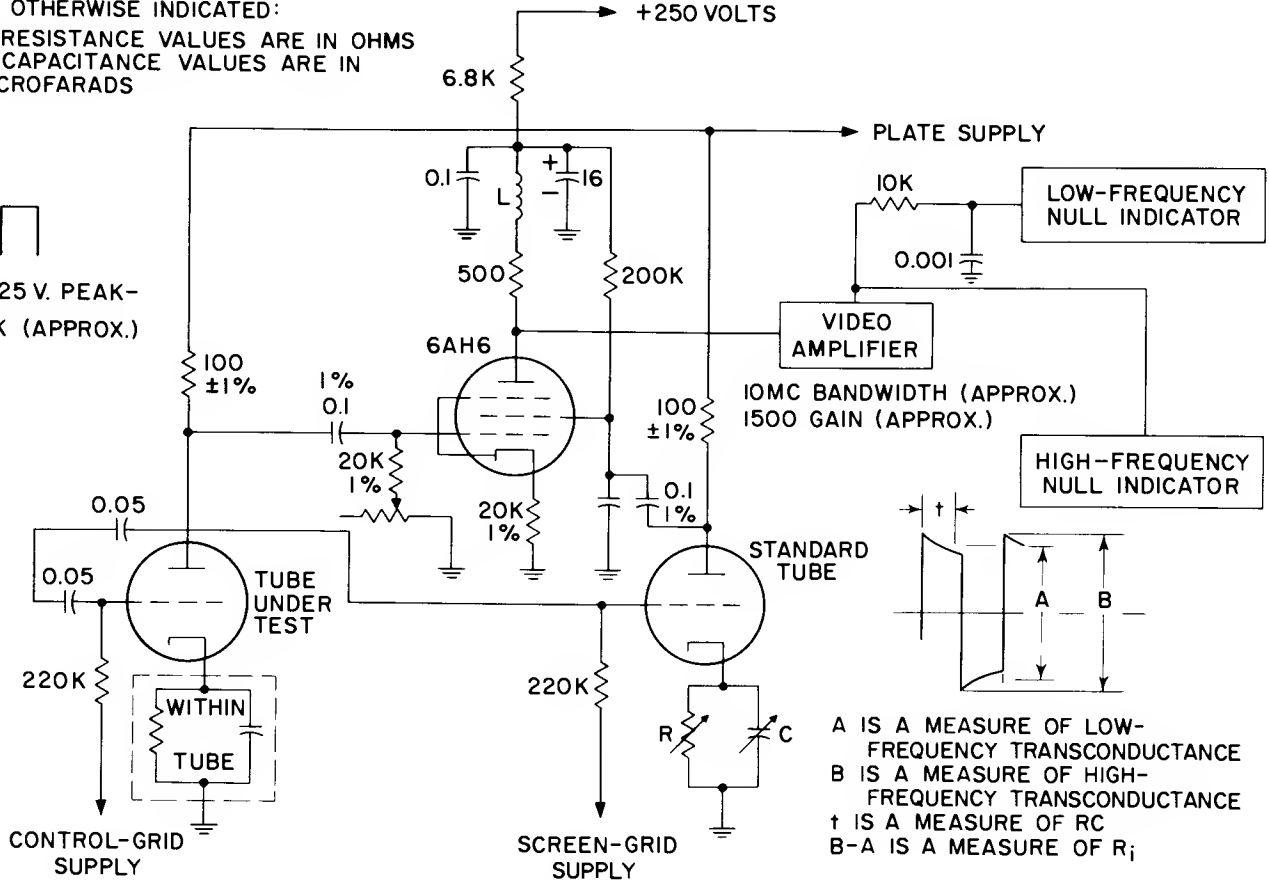 OTHERWISE INDICATED:
RESISTANCE VALUES ARE IN OHMS
CAPACITANCE VALUES ARE IN
CROFARADS
+250 VOLTS
6.8K
PLATE SUPPLY
0.1
L
+
−
16
10K
LOW-FREQUENCY
NULL INDICATOR
0.001
500
200K
25 V. PEAK-
K (APPROX.)
VIDEO
AMPLIFIER
6AH6
100
±1%
1%
0.1
10MC BANDWIDTH (APPROX.)
1500 GAIN (APPROX.)
100
±1%
HIGH-FREQUENCY
NULL INDICATOR
20K
1%
20K
1%
0.1
1%
0.05
0.05
TUBE
UNDER
TEST
STANDARD
TUBE
t
A
B
220K
WITHIN
TUBE
220K
R
C
A IS A MEASURE OF LOW-
FREQUENCY TRANSCONDUCTANCE
B IS A MEASURE OF HIGH-
FREQUENCY TRANSCONDUCTANCE
t IS A MEASURE OF RC
B-A IS A MEASURE OF Ri
CONTROL-GRID
SUPPLY
SCREEN-GRID
SUPPLY